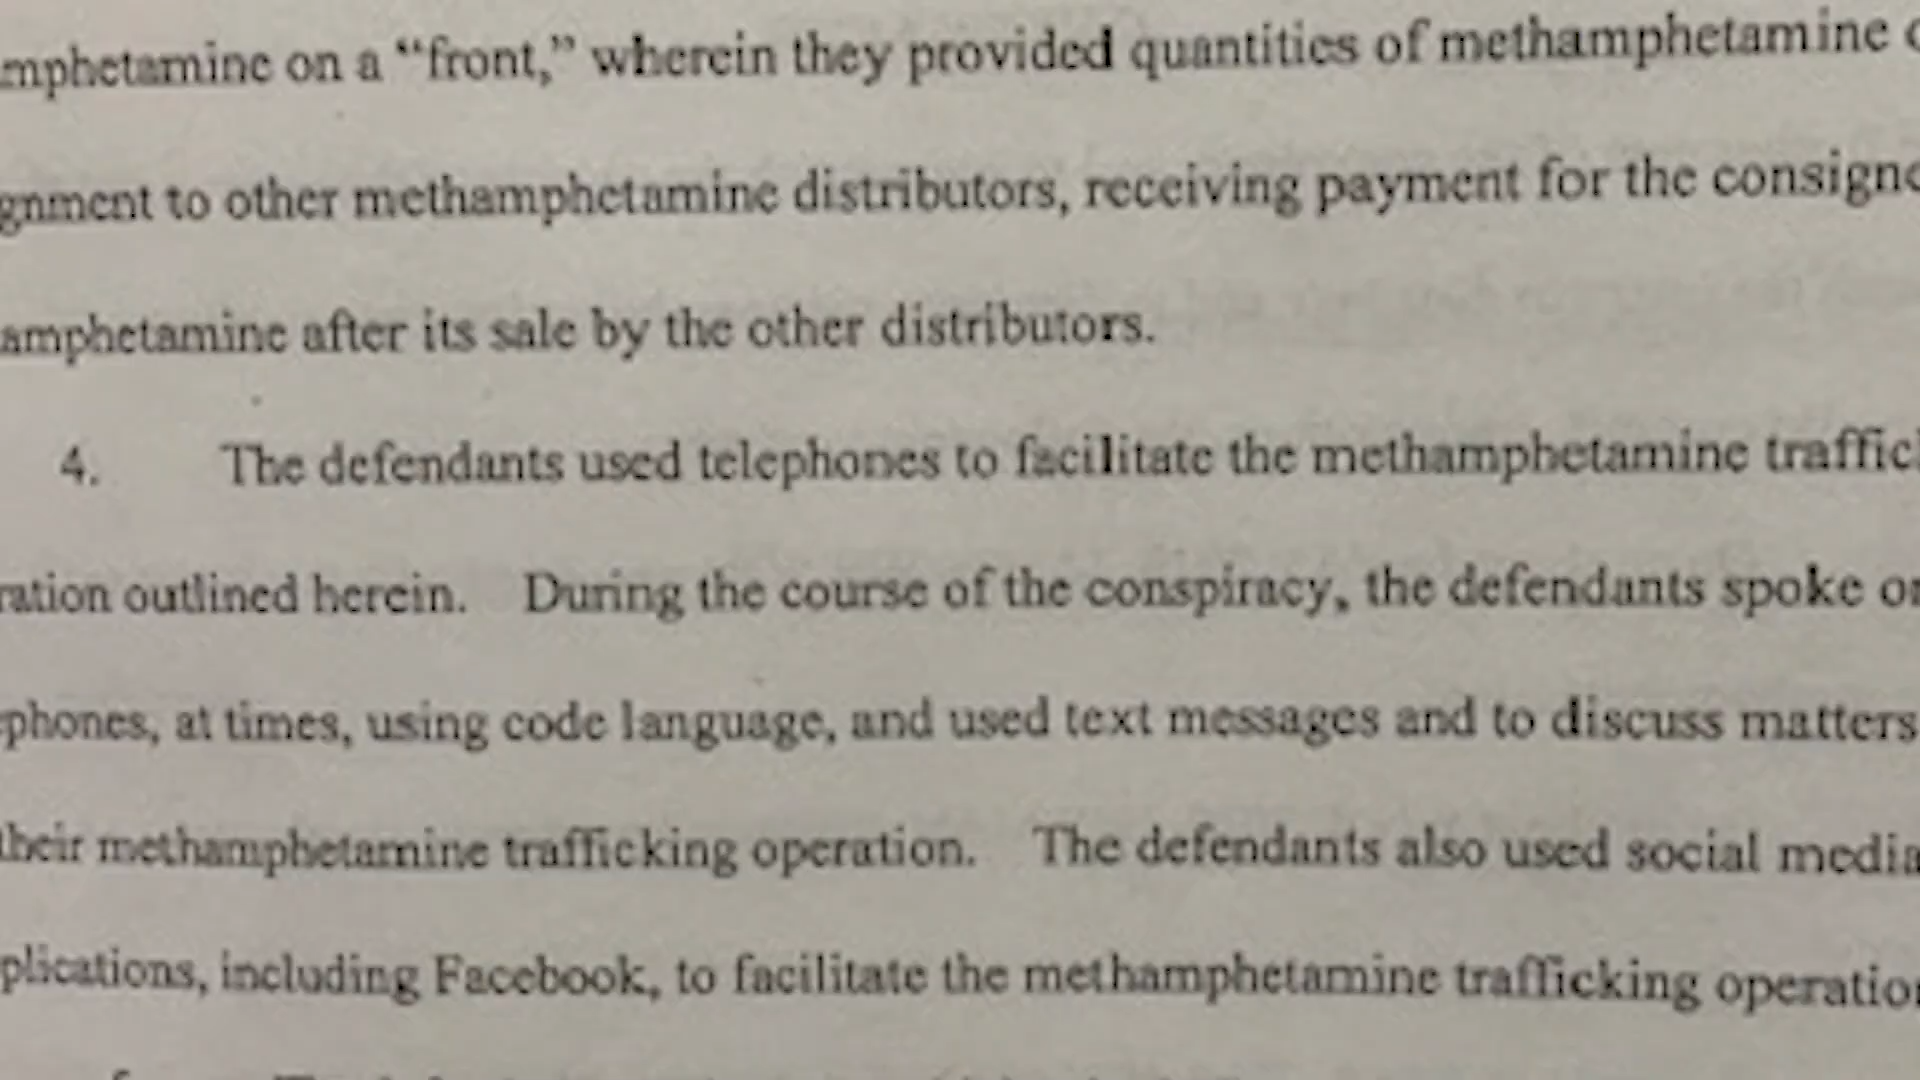 mphetamine on a “front,” wherein they provided quantities of methamphetamine
gnment to other methamphetamine distributors, receiving payment for the consigne
amphetamine after its sale by the other distributors.
4. The defendants used telephones to facilitate the methamphetamine traffick
ration outlined herein. During the course of the conspiracy, the defendants spoke on
phones, at times, using code language, and used text messages and to discuss matters
their methamphetamine trafficking operation. The defendants also used social media
plications, including Facebook, to facilitate the methamphetamine trafficking operation